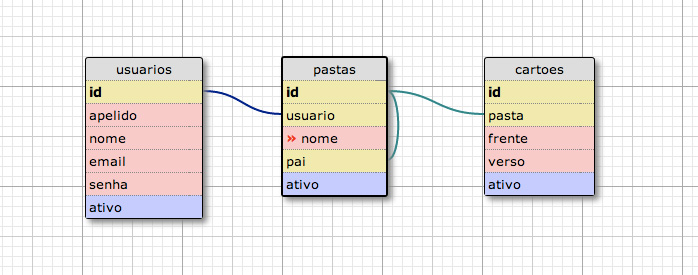 usuarios
id
apelido
nome
email
senha
ativo
pastas
id
usuario
» nome
pai
ativo
cartoes
id
pasta
frente
verso
ativo